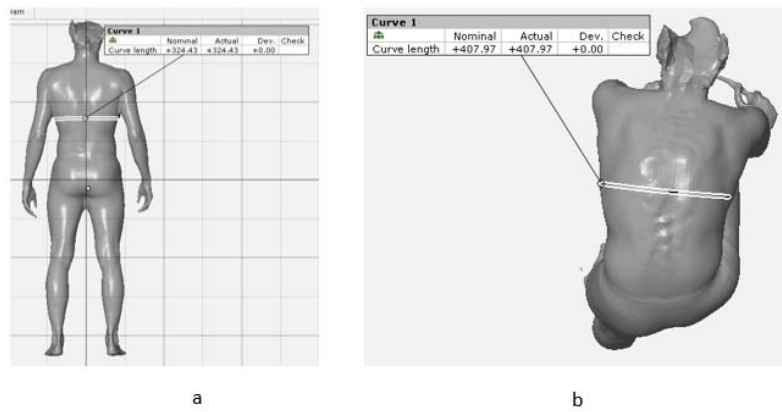 ram
Curve 1
Nominal Actual Dev. Check
Curve length +324.43 +324.43 +0.00
Curve 1
Nominal Actual Dev. Check
Curve length +407.97 +407.97 +0.00
a
b